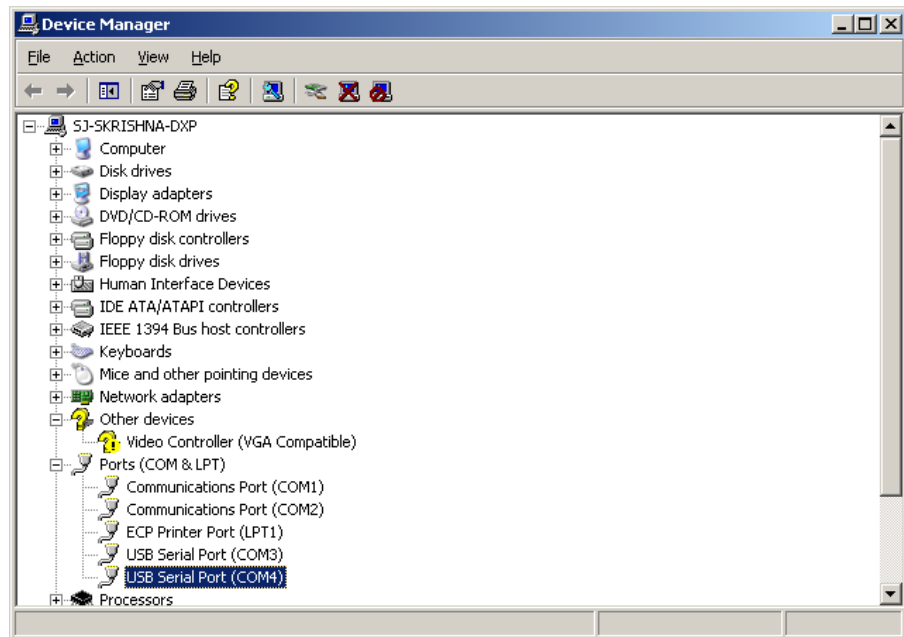 Device Manager
File Action View Help
SJ-SKRISHNA-DXP
Computer
Disk drives
Display adapters
DVD/CD-ROM drives
Floppy disk controllers
Floppy disk drives
Human Interface Devices
IDE ATA/ATAPI controllers
IEEE 1394 Bus host controllers
Keyboards
Mice and other pointing devices
Network adapters
Other devices
Video Controller (VGA Compatible)
Ports (COM & LPT)
Communications Port (COM1)
Communications Port (COM2)
ECP Printer Port (LPT1)
USB Serial Port (COM3)
USB Serial Port (COM4)
Processors